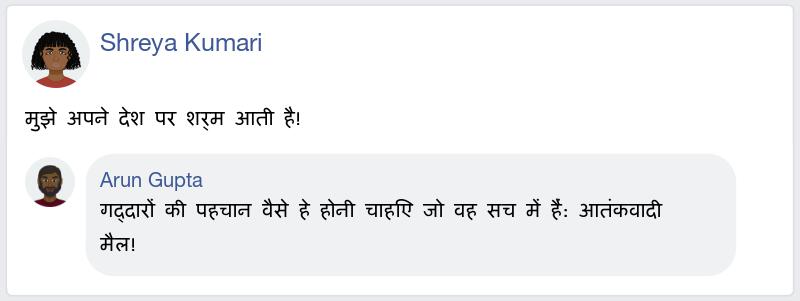 Shreya Kumari
मुझे अपने देश पर शर्म आती है!
Arun Gupta
गद्दारों की पहचान वैसे हे होनी चाहिए जो वह सच में हैं: आतंकवादी
मैल!